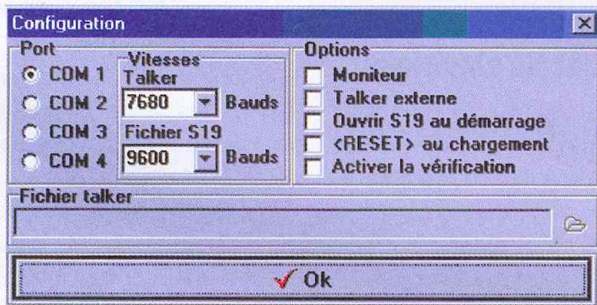 Configuration
Port
COM 1
COM 2
COM 3
COM 4
Vitesses
Talker
7680 Bauds
Fichier S19
9600 Bauds
Options
Moniteur
Talker externe
Ouvrir S19 au démarrage
<RESET> au chargement
Activer la vérification
Fichier talker
Ok